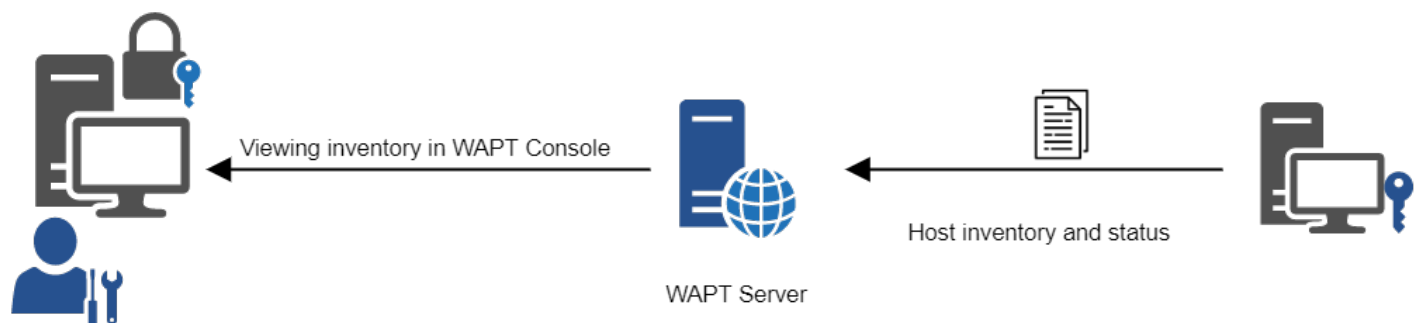 Viewing inventory in WAPT Console
Host inventory and status
WAPT Server